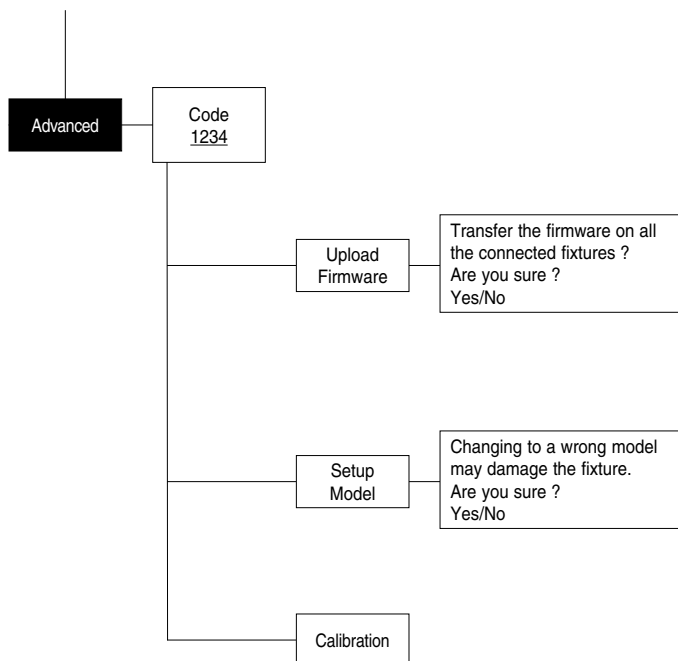 Advanced
Code
1234
Upload
Firmware
Transfer the firmware on all
the connected fixtures ?
Are you sure ?
Yes/No
Setup
Model
Changing to a wrong model
may damage the fixture.
Are you sure ?
Yes/No
Calibration